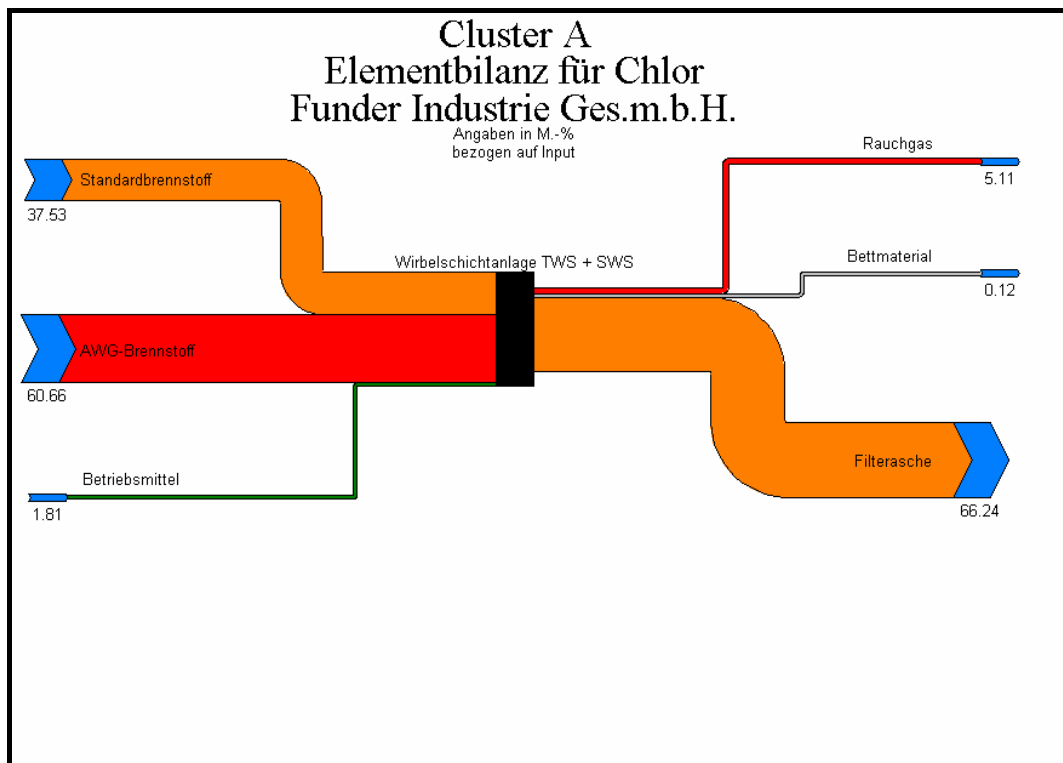 Cluster A
Elementbilanz für Chlor
Funder Industrie Ges.m.b.H.
Angaben in M.-%
bezogen auf Input
Rauchgas
5.11
Standardbrennstoff
37.53
Bettmaterial
0.12
Wirbelschichtanlage TWS + SWS
AWG-Brennstoff
60.66
Filterasche
66.24
Betriebsmittel
1.81